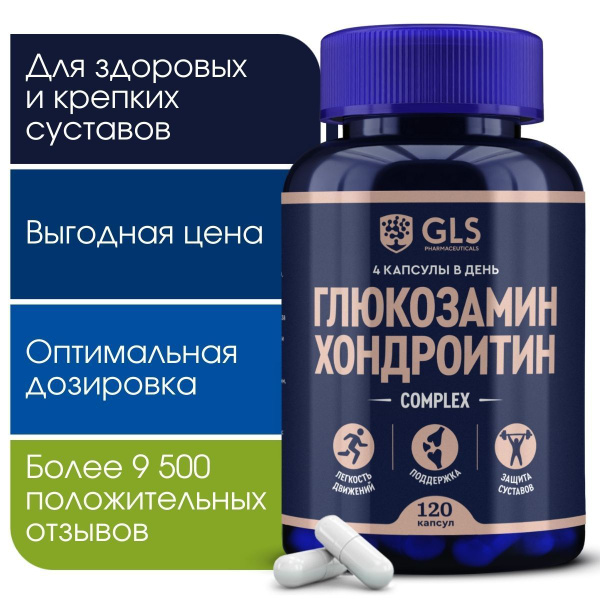 Для здоровых
и крепких
суставов
Выгодная цена
Оптимальная
дозировка
Более 9 500
положительных
отзывов
GLS
PHARMACEUTICALS
4 КАПСУЛЫ В ДЕНЬ
ГЛЮКОЗАМИН
ХОНДРОИТИН
COMPLEX
ЛЕГКОСТЬ
ДВИЖЕНИЙ
ПОДДЕРЖКА
ЗАЩИТА
СУСТАВОВ
120
капсул